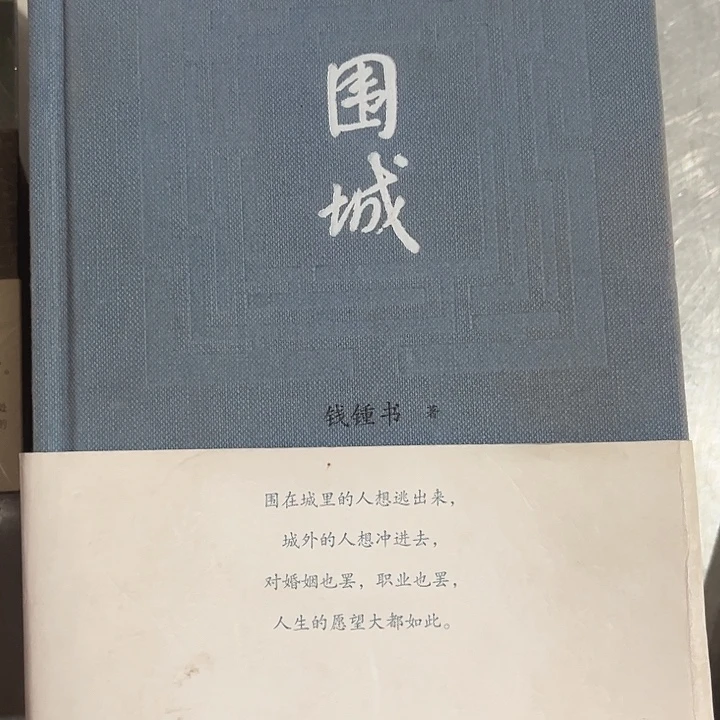 围城
钱锺书 著
围在城里的人想逃出来，
城外的人想冲进去，
对婚姻也罢，职业也罢，
人生的愿望大都如此。